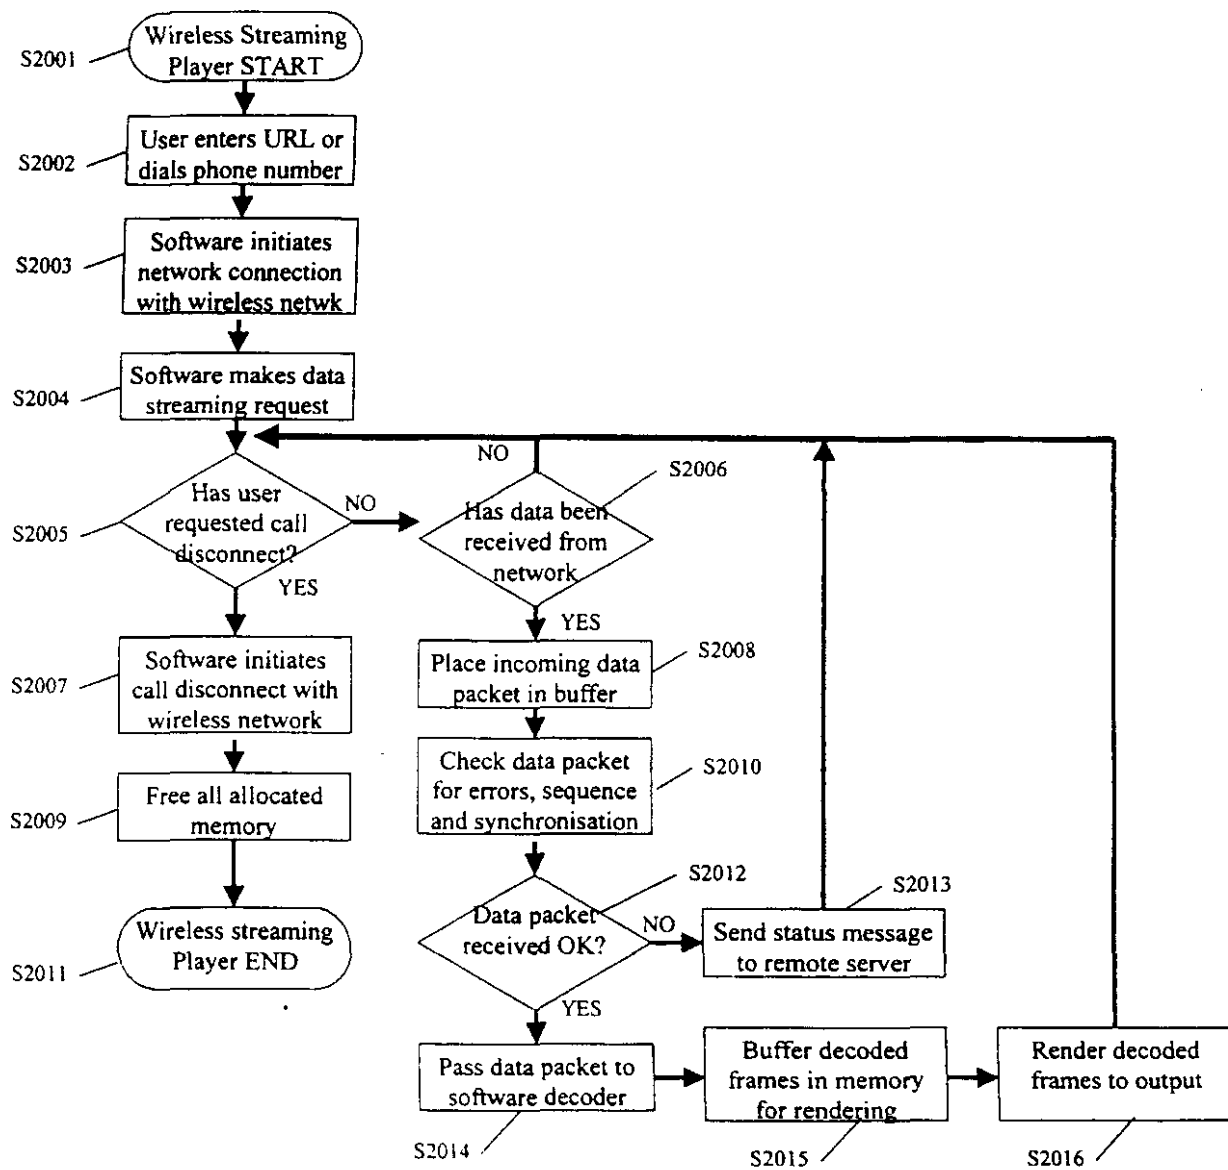 Wireless Streaming
Player START
S2001
User enters URL or
dials phone number
S2002
Software initiates
network connection
with wireless netwk
S2003
Software makes data
streaming request
S2004
Has user
requested call
disconnect?
S2005
NO
YES
Has data been
received from
network
S2006
NO
YES
Software initiates
call disconnect with
wireless network
S2007
Place incoming data
packet in buffer
S2008
Free all allocated
memory
S2009
Check data packet
for errors, sequence
and synchronisation
S2010
Wireless streaming
Player END
S2011
Data packet
received OK?
S2012
NO
YES
Send status message
to remote server
S2013
Pass data packet to
software decoder
S2014
Buffer decoded
frames in memory
for rendering
S2015
Render decoded
frames to output
S2016